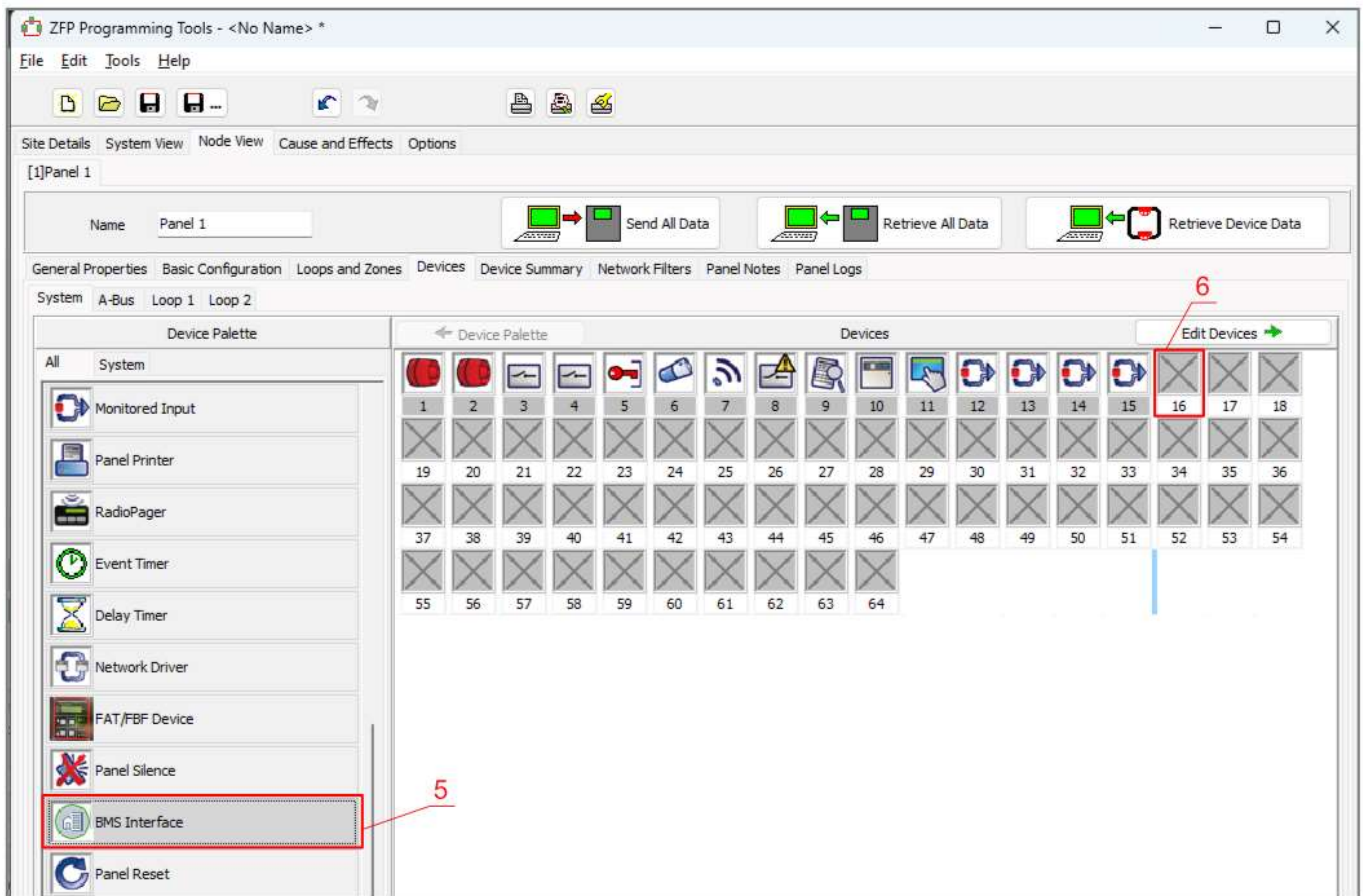 ZFP Programming Tools - <No Name> *
File Edit Tools Help
...
Site Details System View Node View Cause and Effects Options
[1]Panel 1
Name Panel 1 Send All Data Retrieve All Data Retrieve Device Data
General Properties Basic Configuration Loops and Zones Devices Device Summary Network Filters Panel Notes Panel Logs
6
System A-Bus Loop 1 Loop 2
Device Palette Device Palette Devices Edit Devices
All System
Monitored Input
1 2 3 4 5 6 7 8 9 10 11 12 13 14 15 16 17 18
Panel Printer
19 20 21 22 23 24 25 26 27 28 29 30 31 32 33 34 35 36
RadioPager
37 38 39 40 41 42 43 44 45 46 47 48 49 50 51 52 53 54
Event Timer
55 56 57 58 59 60 61 62 63 64
Delay Timer
Network Driver
FAT/FBF Device
Panel Silence
5
BMS Interface
Panel Reset